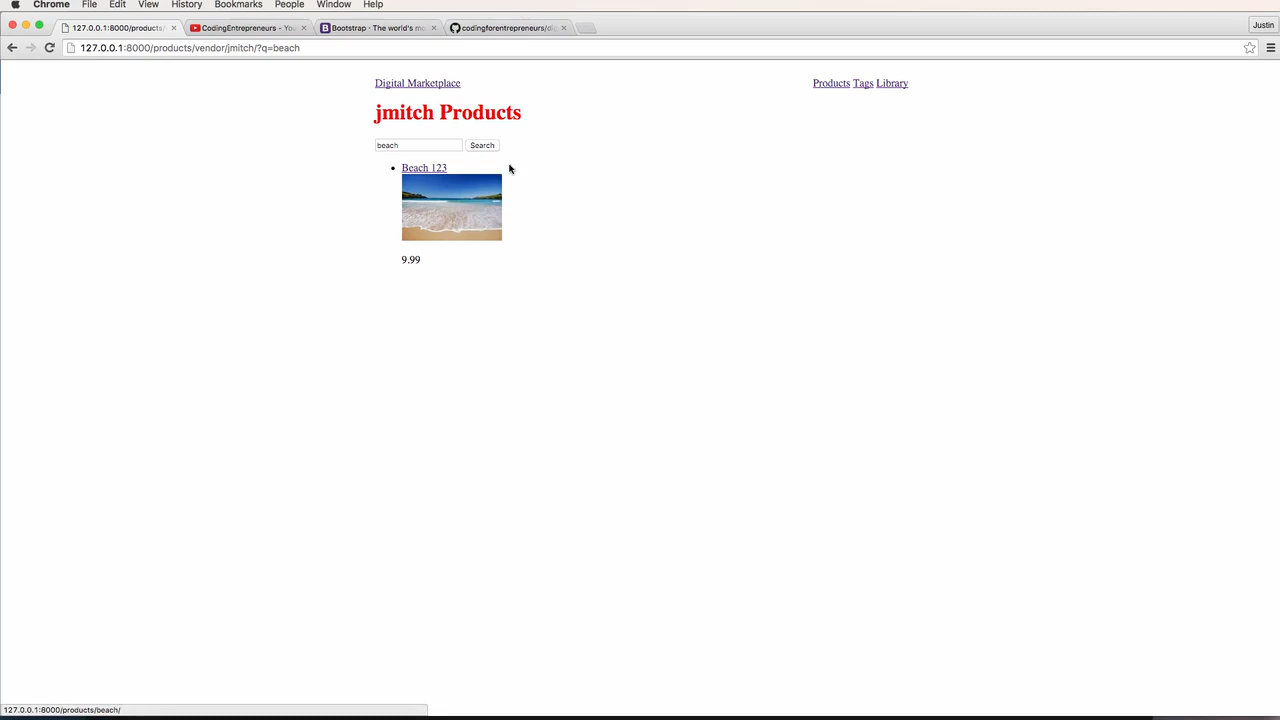 Chrome File Edit View History Bookmarks People Window Help
127.0.0.1:8000/products/ CodingEntrepreneurs - You Bootstrap · The world's mo codingforentrepreneurs/dig Justin
127.0.0.1:8000/products/vendor/jmitch/?q=beach
Digital Marketplace Products Tags Library
jmitch Products
beach Search
Beach 123
9.99
127.0.0.1:8000/products/beach/